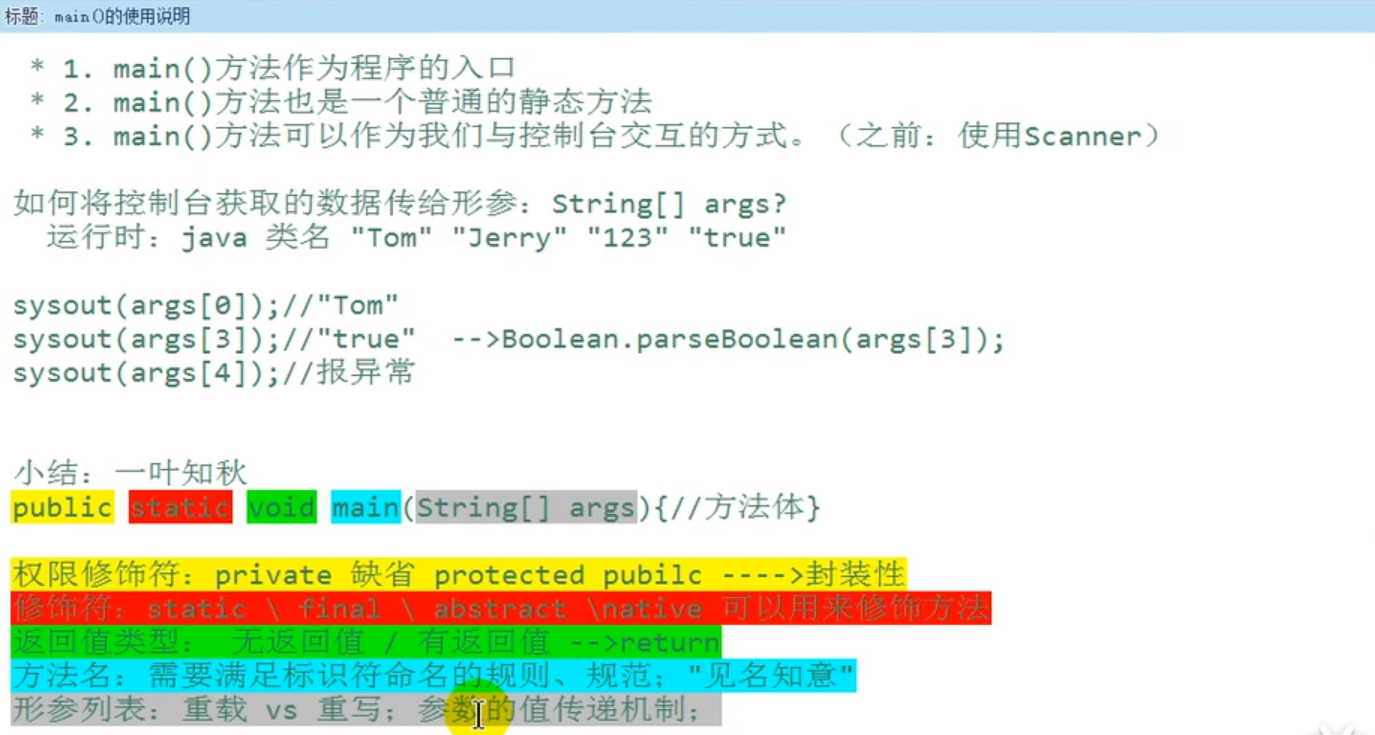 标题: main()的使用说明
* 1. main()方法作为程序的入口
* 2. main()方法也是一个普通的静态方法
* 3. main()方法可以作为我们与控制台交互的方式。（之前：使用Scanner）
如何将控制台获取的数据传给形参：String[] args?
运行时：java 类名 "Tom" "Jerry" "123" "true"
sysout(args[0]);//"Tom"
sysout(args[3]);//"true" -->Boolean.parseBoolean(args[3]);
sysout(args[4]);//报异常
小结：一叶知秋
public static void main(String[] args){//方法体}
权限修饰符：private 缺省 protected pubilc ---->封装性
修饰符：static \ final \ abstract \native 可以用来修饰方法
返回值类型： 无返回值 / 有返回值 -->return
方法名：需要满足标识符命名的规则、规范；"见名知意"
形参列表：重载 vs 重写；参数的值传递机制；